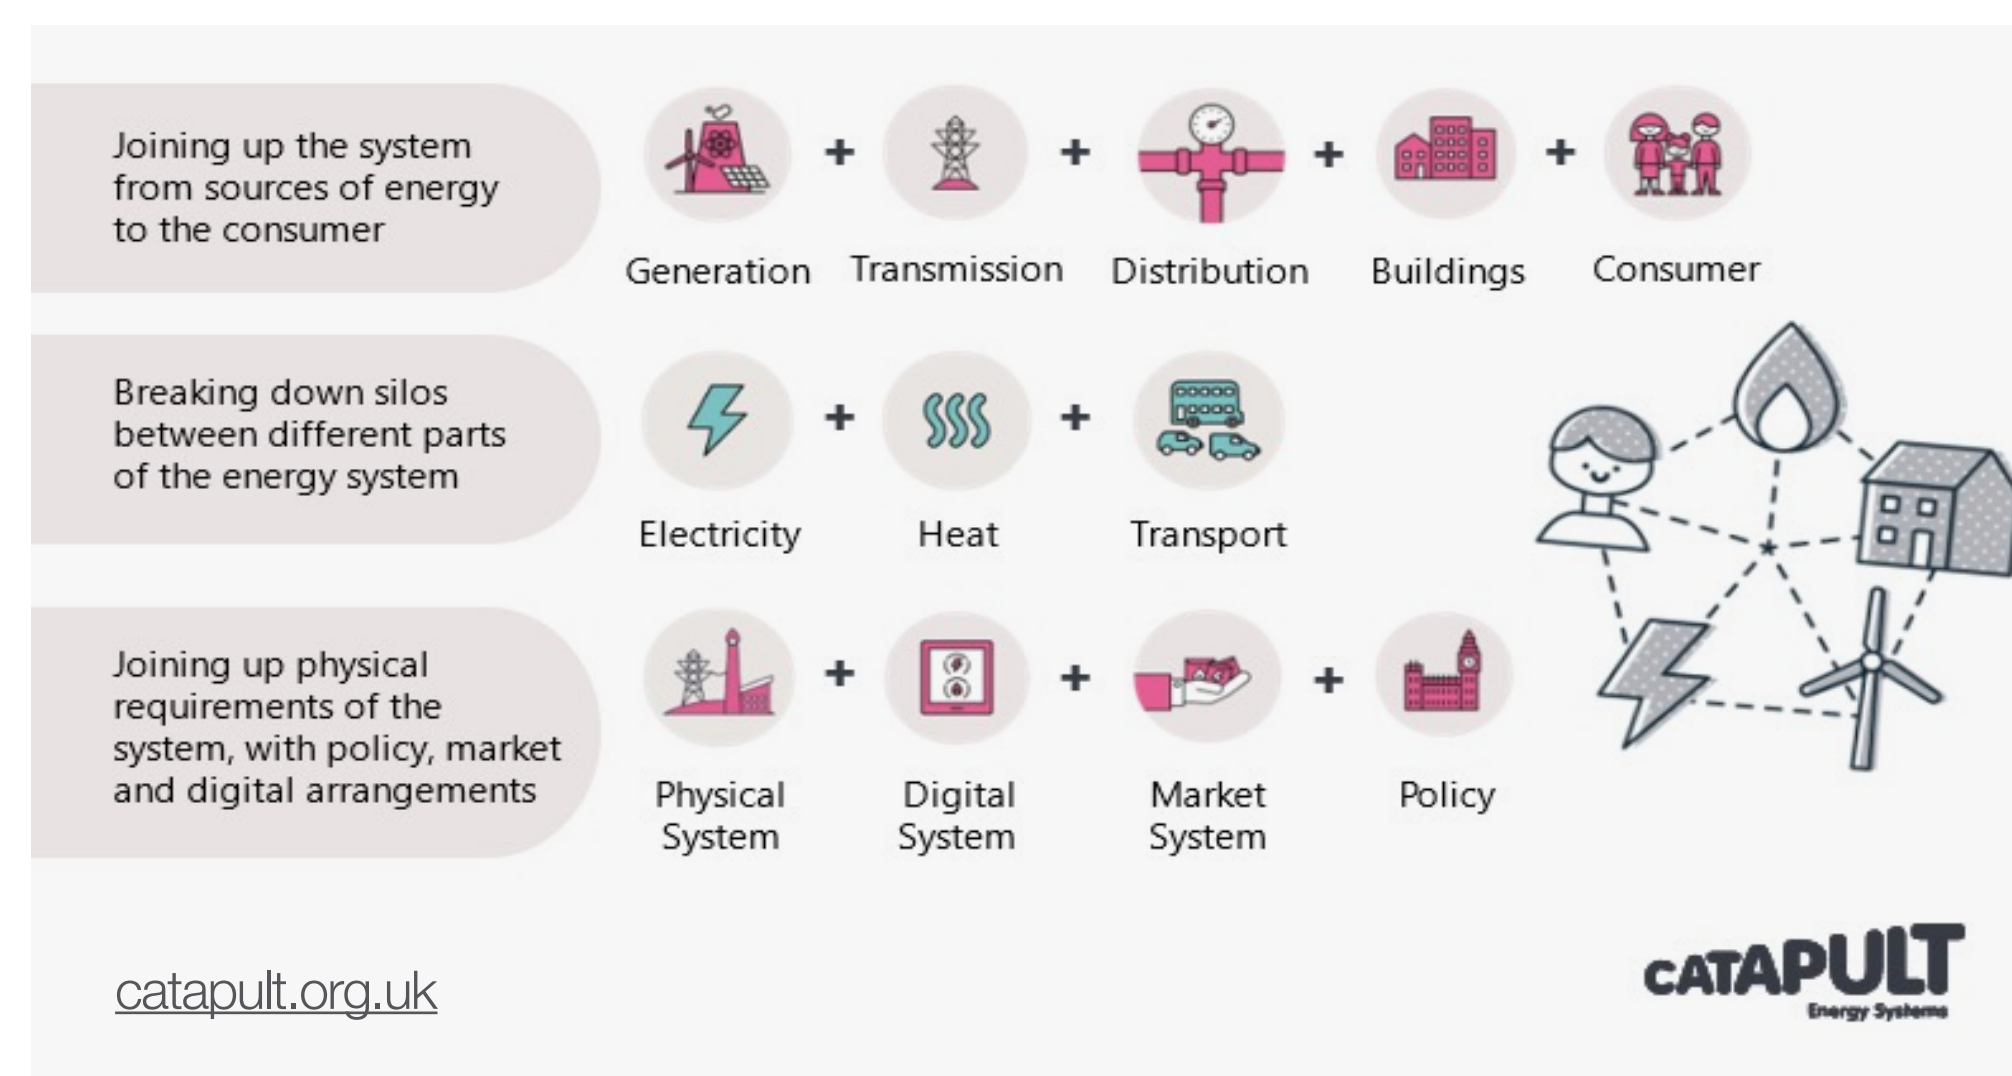 Joining up the system
from sources of energy
to the consumer
Generation + Transmission + Distribution + Buildings + Consumer
Breaking down silos
between different parts
of the energy system
Electricity + Heat + Transport
Joining up physical
requirements of the
system, with policy, market
and digital arrangements
Physical System + Digital System + Market System + Policy
catapult.org.uk
CATAPULT
Energy Systems